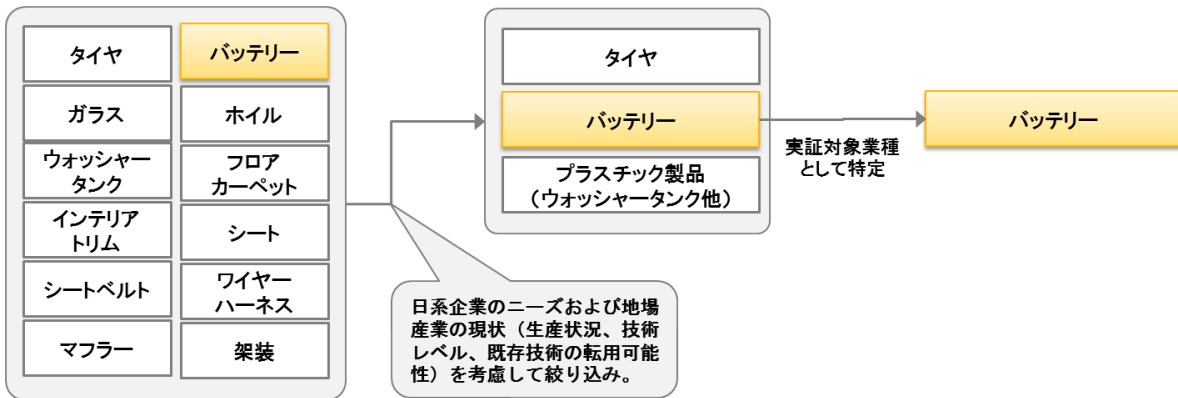 タイヤ
バッテリー
ガラス
ホイル
ウォッシャー
タンク
フロア
カーペット
インテリア
トリム
シート
シートベルト
ワイヤー
ハーネス
マフラー
架装
タイヤ
バッテリー
プラスチック製品
（ウォッシャータンク他）
日系企業のニーズおよび地場
産業の現状（生産状況、技術
レベル、既存技術の転用可能
性）を考慮して絞り込み。
実証対象業種
として特定
バッテリー